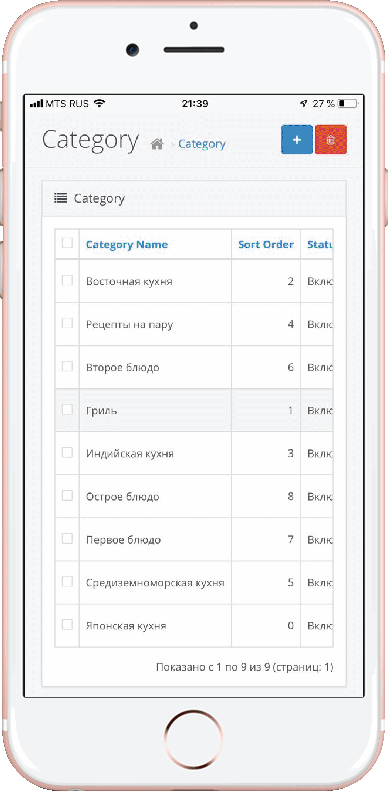 MTS RUS 21:39 27 %
Category Category
Category
Category Name Sort Order Statu
Восточная кухня 2 Вклю
Рецепты на пару 4 Вклю
Второе блюдо 6 Вклю
Гриль 1 Вклю
Индийская кухня 3 Вклю
Острое блюдо 8 Вклю
Первое блюдо 7 Вклю
Средиземноморская кухня 5 Вклю
Японская кухня 0 Вклю
Показано с 1 по 9 из 9 (страниц: 1)